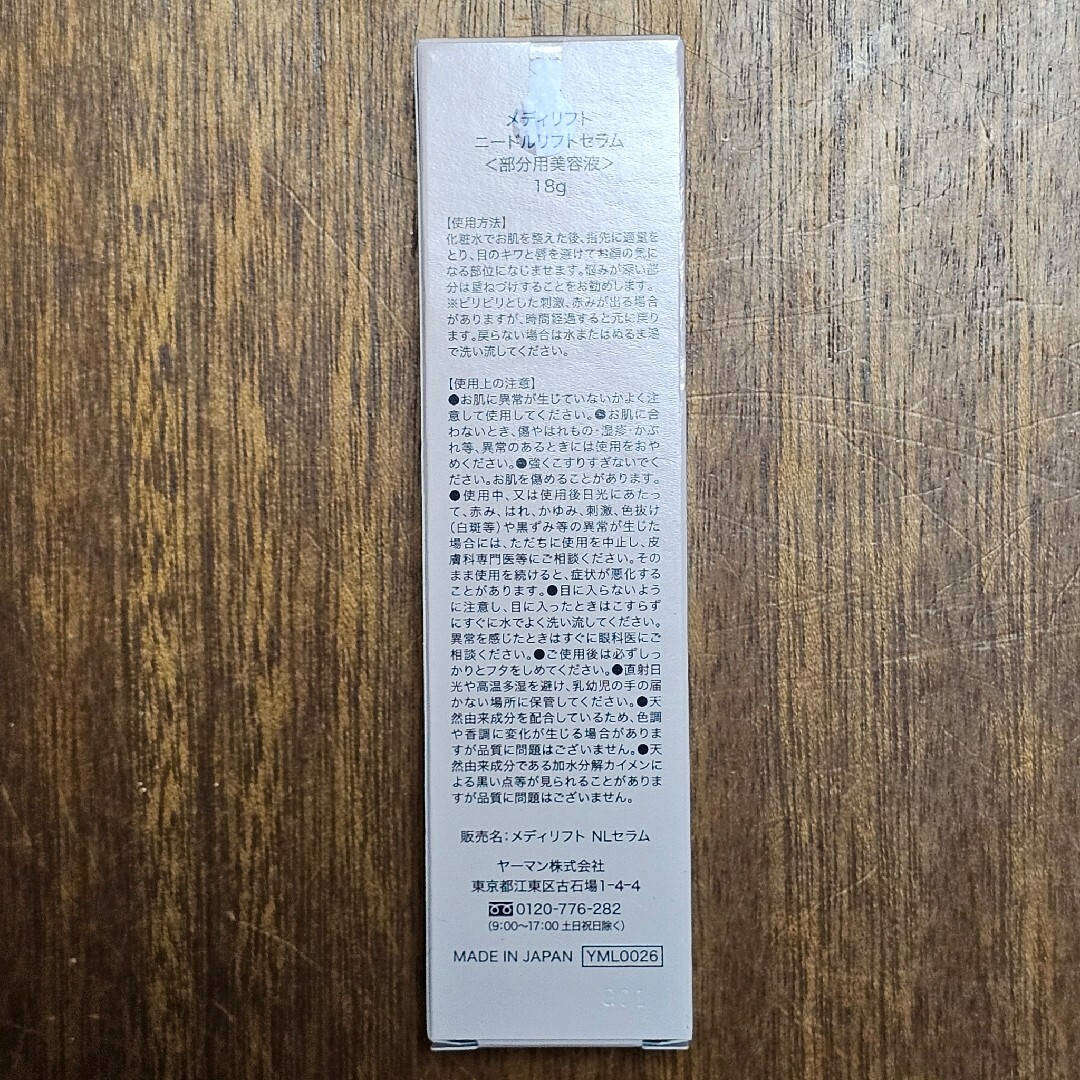 メディリフト
ニードルリフトセラム
<部分用美容液>
18g
【使用方法】
化粧水でお肌を整えた後、指先に適量を
とり、目のキワと唇を避けてお顔の気に
なる部位になじませます。悩みが深い部
分は重ねづけすることをお勧めします。
※ピリピリとした刺激、赤みが出る場合
がありますが、時間経過すると元に戻り
ます。戻らない場合は水またはぬるま湯
で洗い流してください。
【使用上の注意】
●お肌に異常が生じていないかよく注
意して使用してください。●お肌に合
わないとき、傷やはれもの・湿疹・かぶ
れ等、異常のあるときには使用をおや
めください。●強くこすりすぎないでく
ださい。お肌を傷めることがあります。
●使用中、又は使用後日光にあたっ
て、赤み、はれ、かゆみ、刺激、色抜け
(白斑等)や黒ずみ等の異常が生じた
場合には、ただちに使用を中止し、皮
膚科専門医等にご相談ください。その
まま使用を続けると、症状が悪化する
ことがあります。●目に入らないよう
に注意し、目に入ったときはこすらず
にすぐに水でよく洗い流してください。
異常を感じたときはすぐに眼科医にご
相談ください。●ご使用後は必ずしっ
かりとフタをしめてください。●直射日
光や高温多湿を避け、乳幼児の手の届
かない場所に保管してください。●天
然由来成分を配合しているため、色調
や香調に変化が生じる場合がありま
すが品質に問題はございません。●天
然由来成分である加水分解カイメンに
よる黒い点等が見られることがありま
すが品質に問題はございません。
販売名:メディリフト NLセラム
ヤーマン株式会社
東京都江東区古石場1-4-4
0120-776-282
(9:00〜17:00 土日祝日除く)
MADE IN JAPAN YML0026